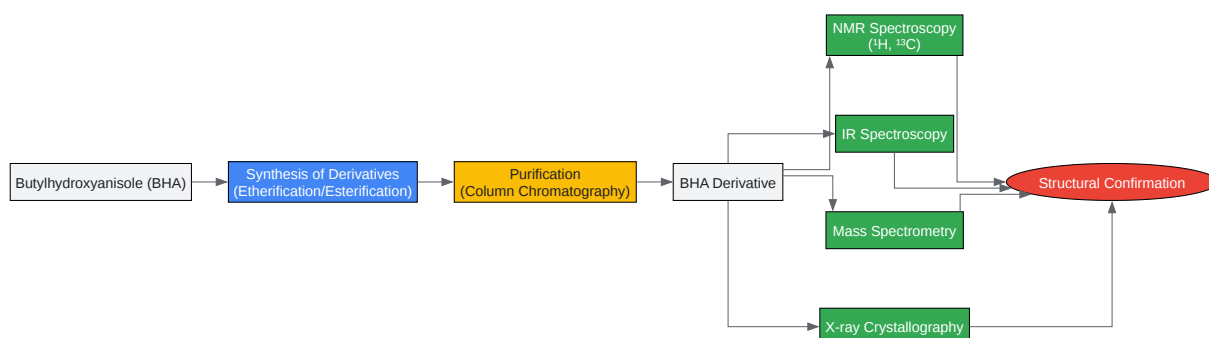 Butylhydroxyanisole (BHA)
Synthesis of Derivatives
(Etherification/Esterification)
Purification
(Column Chromatography)
BHA Derivative
NMR Spectroscopy
(¹H, ¹³C)
IR Spectroscopy
Mass Spectrometry
X-ray Crystallography
Structural Confirmation